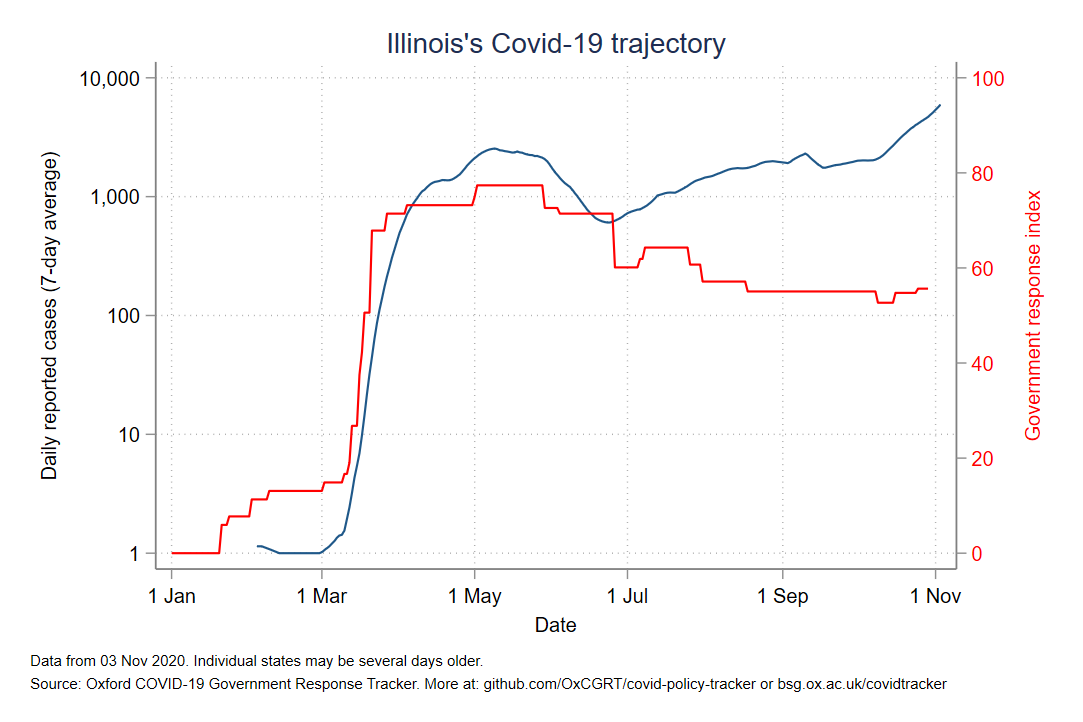 Illinois's Covid-19 trajectory
10,000
1,000
100
10
1
Daily reported cases (7-day average)
100
80
60
40
20
0
Government response index
1 Jan
1 Mar
1 May
1 Jul
1 Sep
1 Nov
Date
Data from 03 Nov 2020. Individual states may be several days older.
Source: Oxford COVID-19 Government Response Tracker. More at: github.com/OxCGRT/covid-policy-tracker or bsg.ox.ac.uk/covidtracker